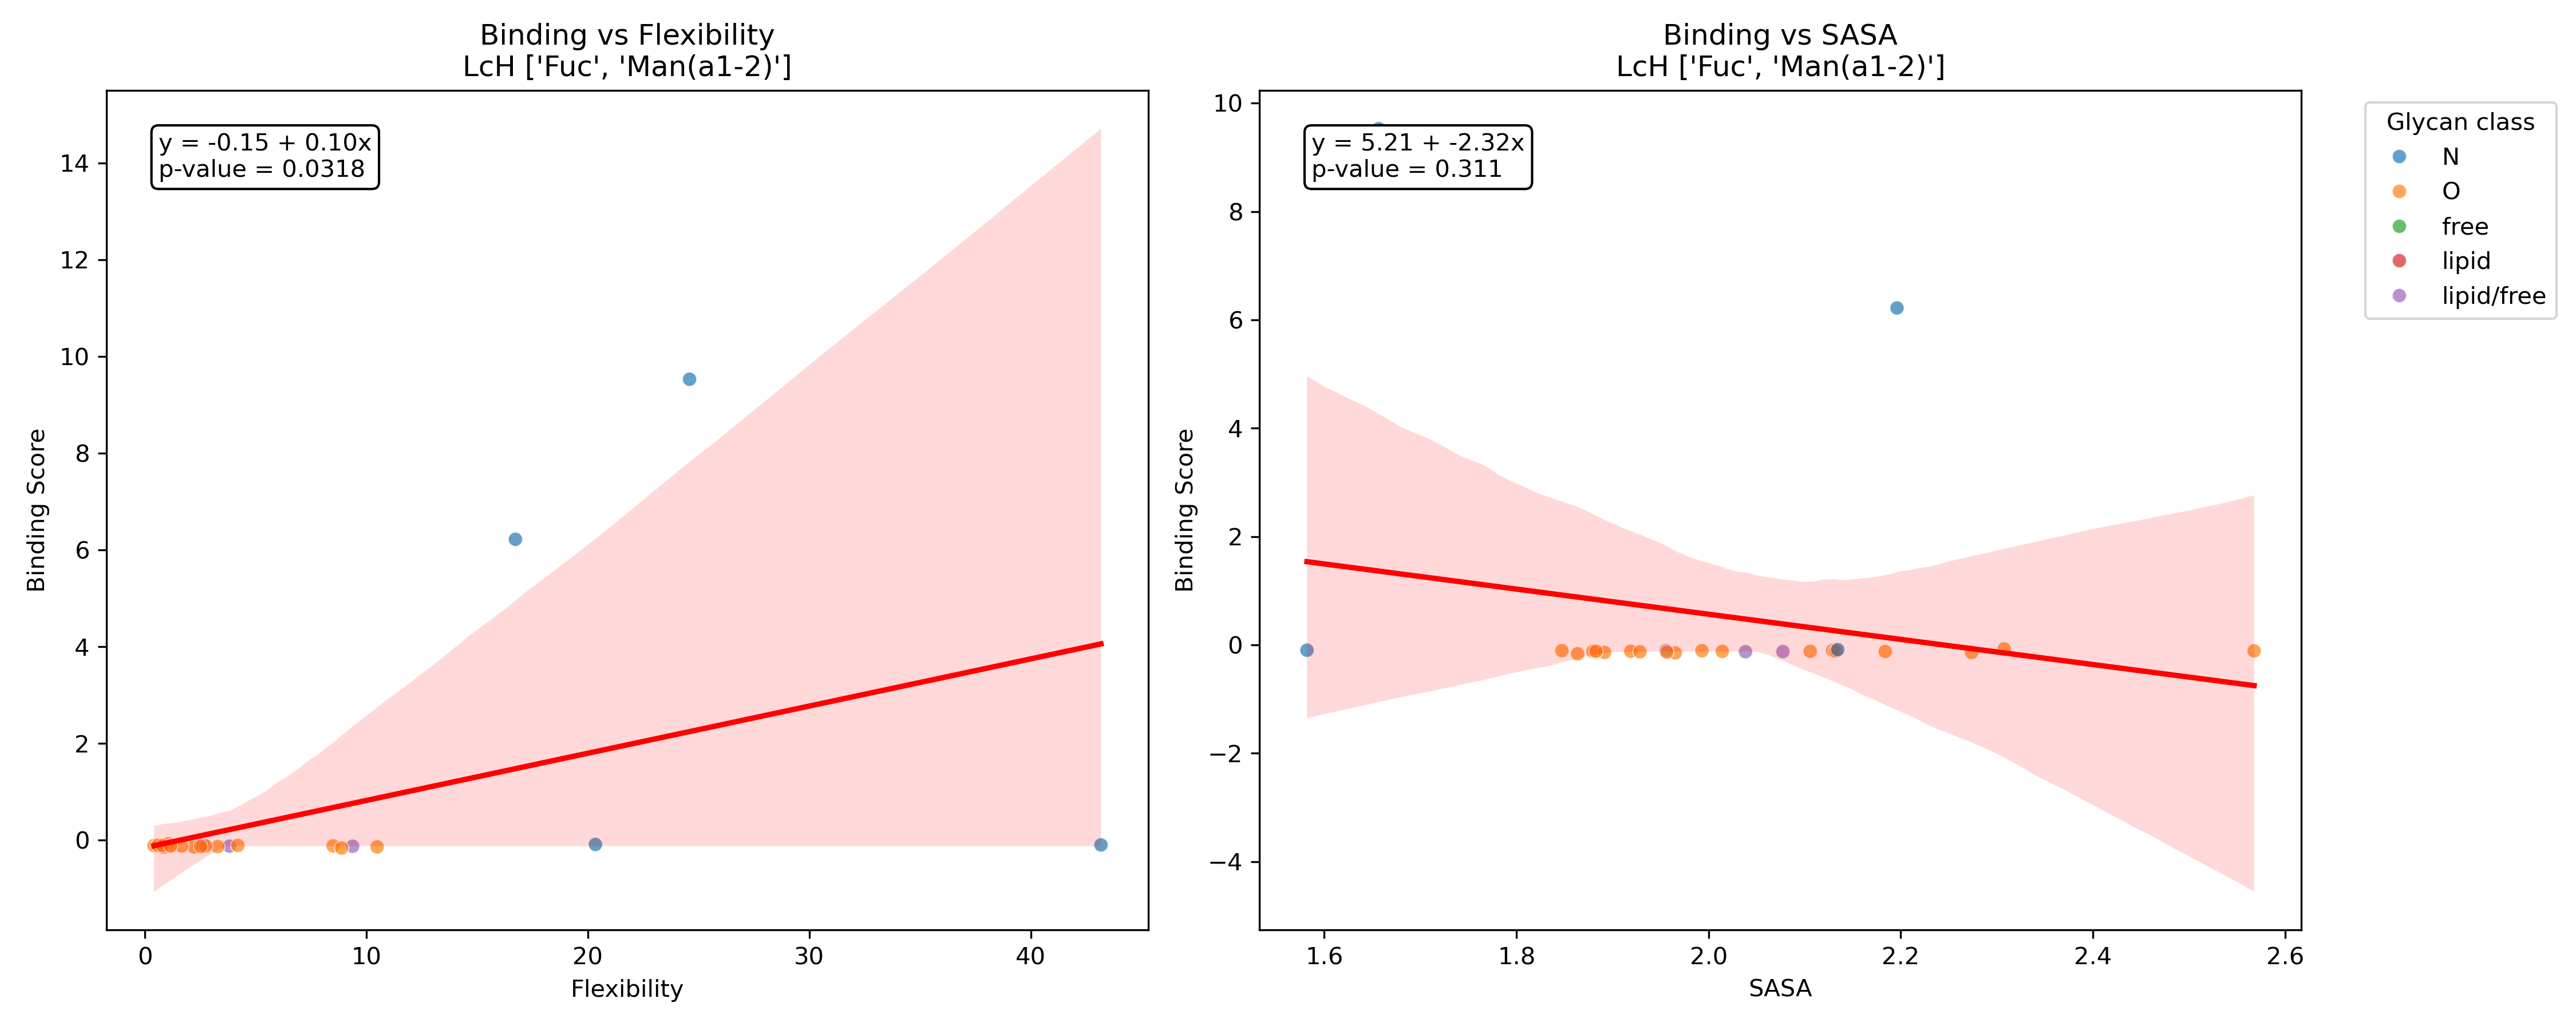 Binding vs Flexibility
LcH ['Fuc', 'Man(a1-2)']
y = -0.15 + 0.10x
p-value = 0.0318
14
12
10
8
6
4
2
0
Binding Score
0 10 20 30 40
Flexibility
Binding vs SASA
LcH ['Fuc', 'Man(a1-2)']
y = 5.21 + -2.32x
p-value = 0.311
10
8
6
4
2
0
−2
−4
Binding Score
1.6 1.8 2.0 2.2 2.4 2.6
SASA
Glycan class
N
O
free
lipid
lipid/free